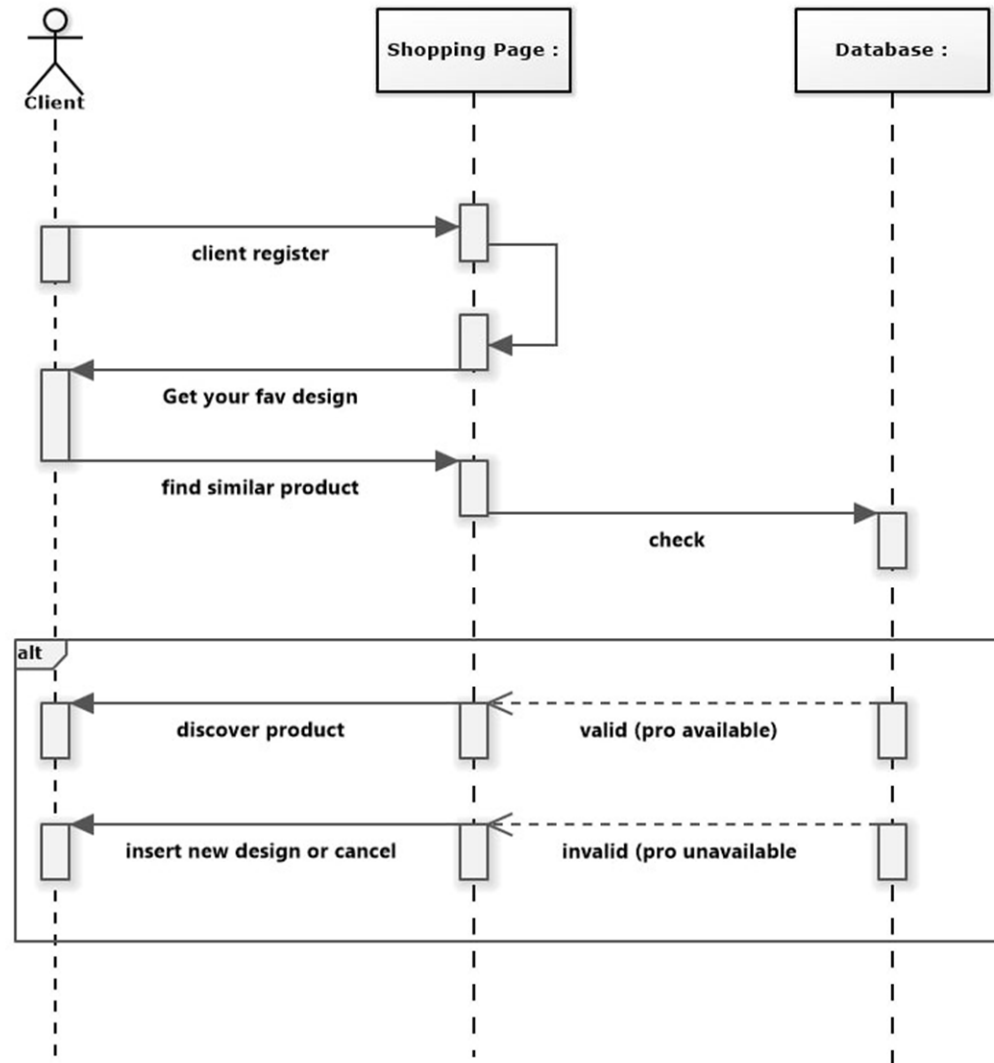 Client
Shopping Page :
Database :
client register
Get your fav design
find similar product
check
alt
discover product
valid (pro available)
insert new design or cancel
invalid (pro unavailable